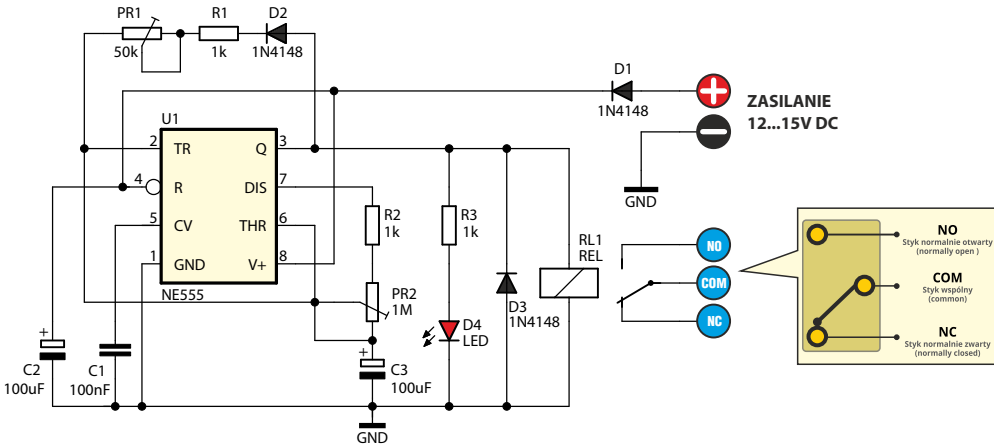 PR1
50k
R1
1k
D2
1N4148
D1
1N4148
ZASILANIE
12...15V DC
GND
U1
2 TR Q 3
4 R DIS 7
5 CV THR 6
1 GND V+ 8
NE555
R2
1k
PR2
1M
R3
1k
D4
LED
D3
1N4148
RL1
REL
NO
COM
NC
NO
Styk normalnie otwarty
(normally open )
COM
Styk wspólny
(common)
NC
Styk normalnie zwarty
(normally closed)
+
C2
100uF
C1
100nF
+
C3
100uF
GND